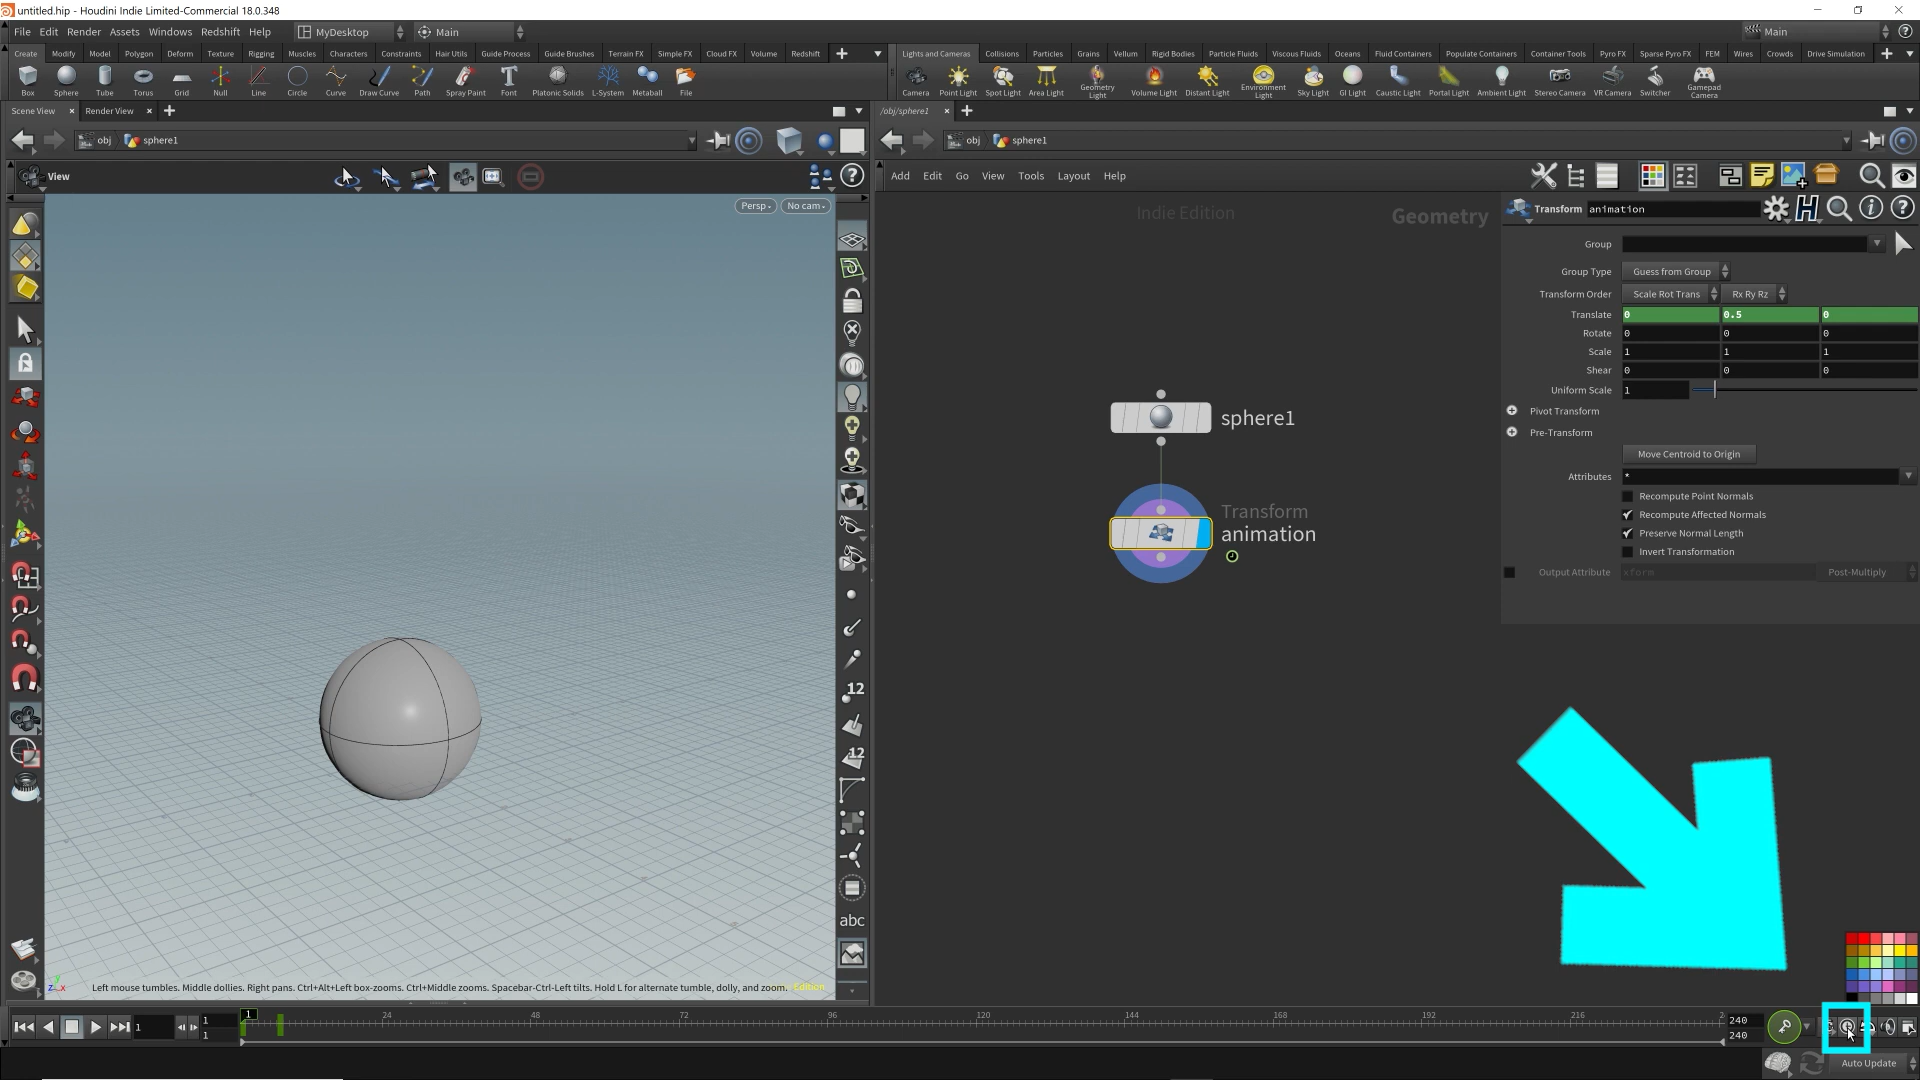 untitled.hip - Houdini Indie Limited-Commercial 18.0.348
File Edit Render Assets Windows Redshift Help MyDesktop Main Main
Create Modify Model Polygon Deform Texture Rigging Muscles Characters Constraints Hair Utils Guide Process Guide Brushes Terrain FX Simple FX Cloud FX Volume Redshift
Lights and Cameras Collisions Particles Grains Vellum Rigid Bodies Particle Fluids Viscous Fluids Oceans Fluid Containers Populate Containers Container Tools Pyro FX Sparse Pyro FX FEM Wires Crowds Drive Simulation
Box Sphere Tube Torus Grid Null Line Circle Curve Draw Curve Path Spray Paint Font Platonic Solids L-System Metaball File
Camera Point Light Spot Light Area Light Geometry Light Volume Light Distant Light Environment Light Sky Light GI Light Caustic Light Portal Light Ambient Light Stereo Camera VR Camera Switcher Gamepad Camera
Scene View Render View
/obj/sphere1
obj sphere1
obj sphere1
View
Add Edit Go View Tools Layout Help
Persp No cam
Indie Edition
Geometry
Transform animation
Group
Group Type Guess from Group
Transform Order Scale Rot Trans Rx Ry Rz
Translate 0 0.5 0
Rotate 0 0 0
Scale 1 1 1
Shear 0 0 0
Uniform Scale 1
Pivot Transform
Pre-Transform
Move Centroid to Origin
Attributes *
Recompute Point Normals
Recompute Affected Normals
Preserve Normal Length
Invert Transformation
Output Attribute xform Post-Multiply
sphere1
Transform
animation
12
12
abc
y
z x
Left mouse tumbles. Middle dollies. Right pans. Ctrl+Alt+Left box-zooms. Ctrl+Middle zooms. Spacebar-Ctrl-Left tilts. Hold L for alternate tumble, dolly, and zoom. Edition
1 1 1
1 24 48 72 96 120 144 168 192 216 2
240
240
Auto Update